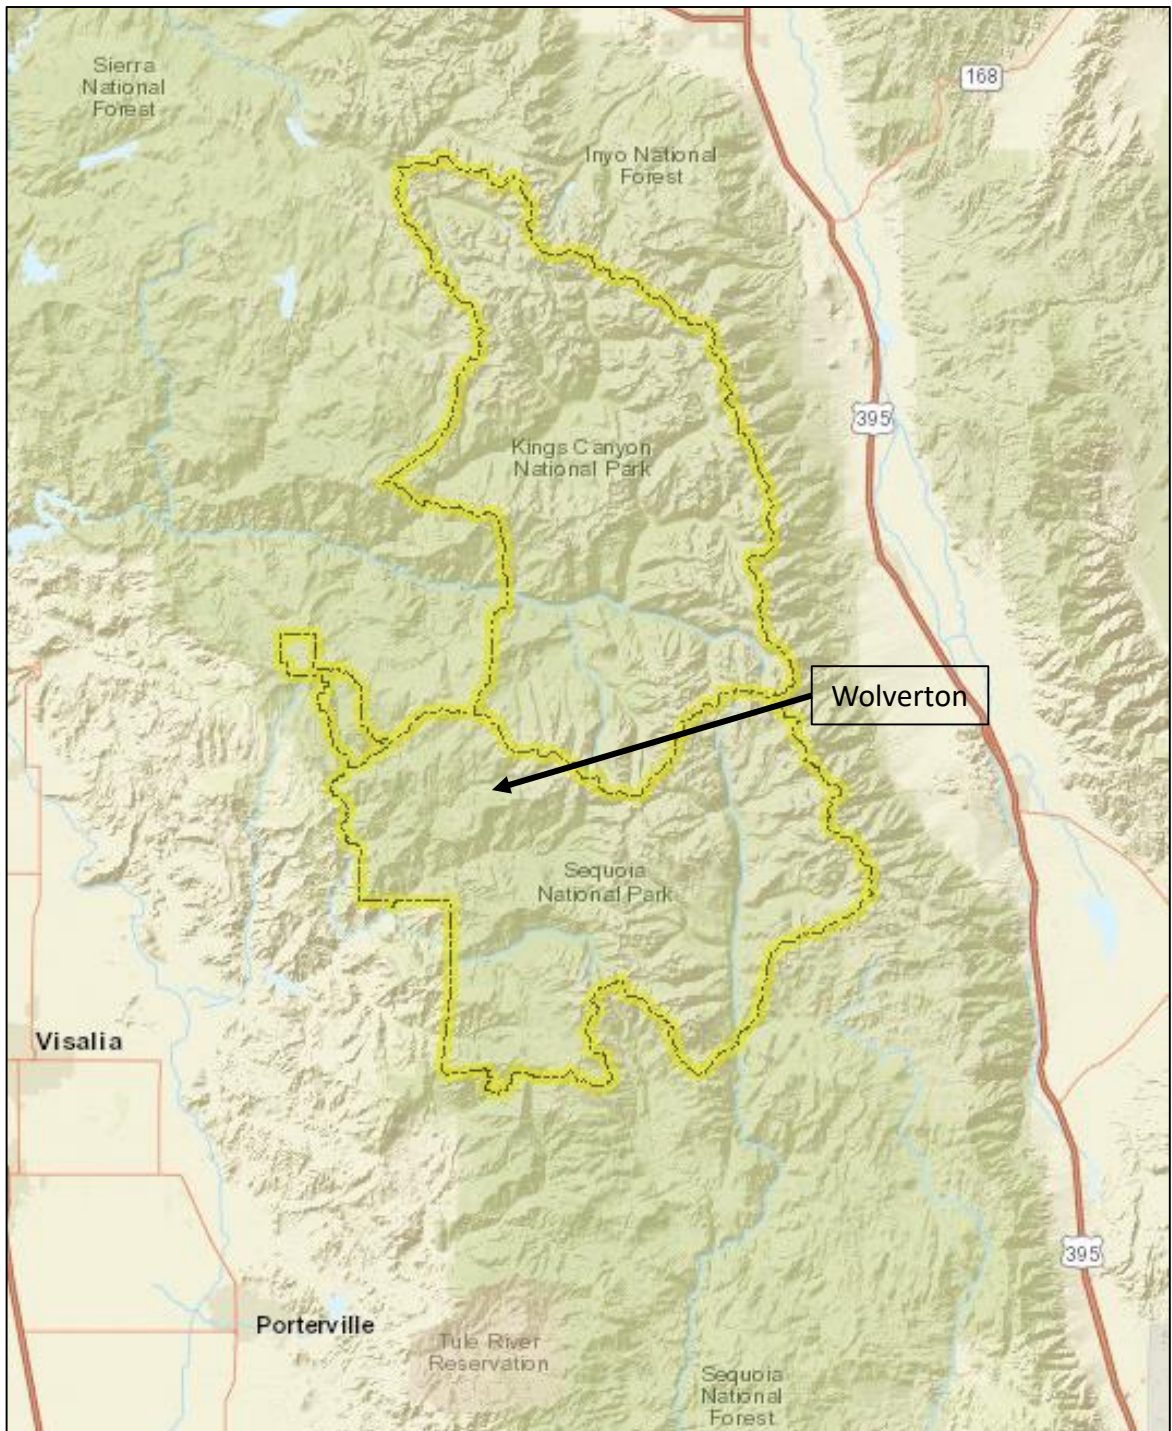 Sierra
National
Forest
168
Inyo National
Forest
395
Kings Canyon
National Park
Wolverton
Sequoia
National Park
Visalia
395
Porterville
Tule River
Reservation
Sequoia
National
Forest